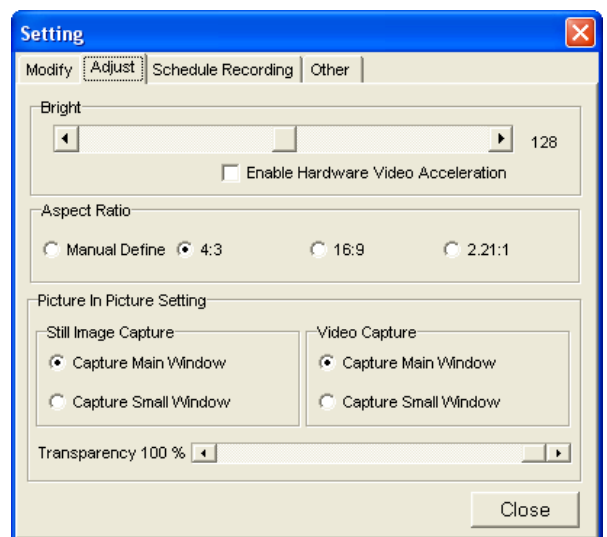 Setting
Modify Adjust Schedule Recording Other
Bright
128
Enable Hardware Video Acceleration
Aspect Ratio
Manual Define 4:3 16:9 2.21:1
Picture In Picture Setting
Still Image Capture Video Capture
Capture Main Window Capture Main Window
Capture Small Window Capture Small Window
Transparency 100 %
Close